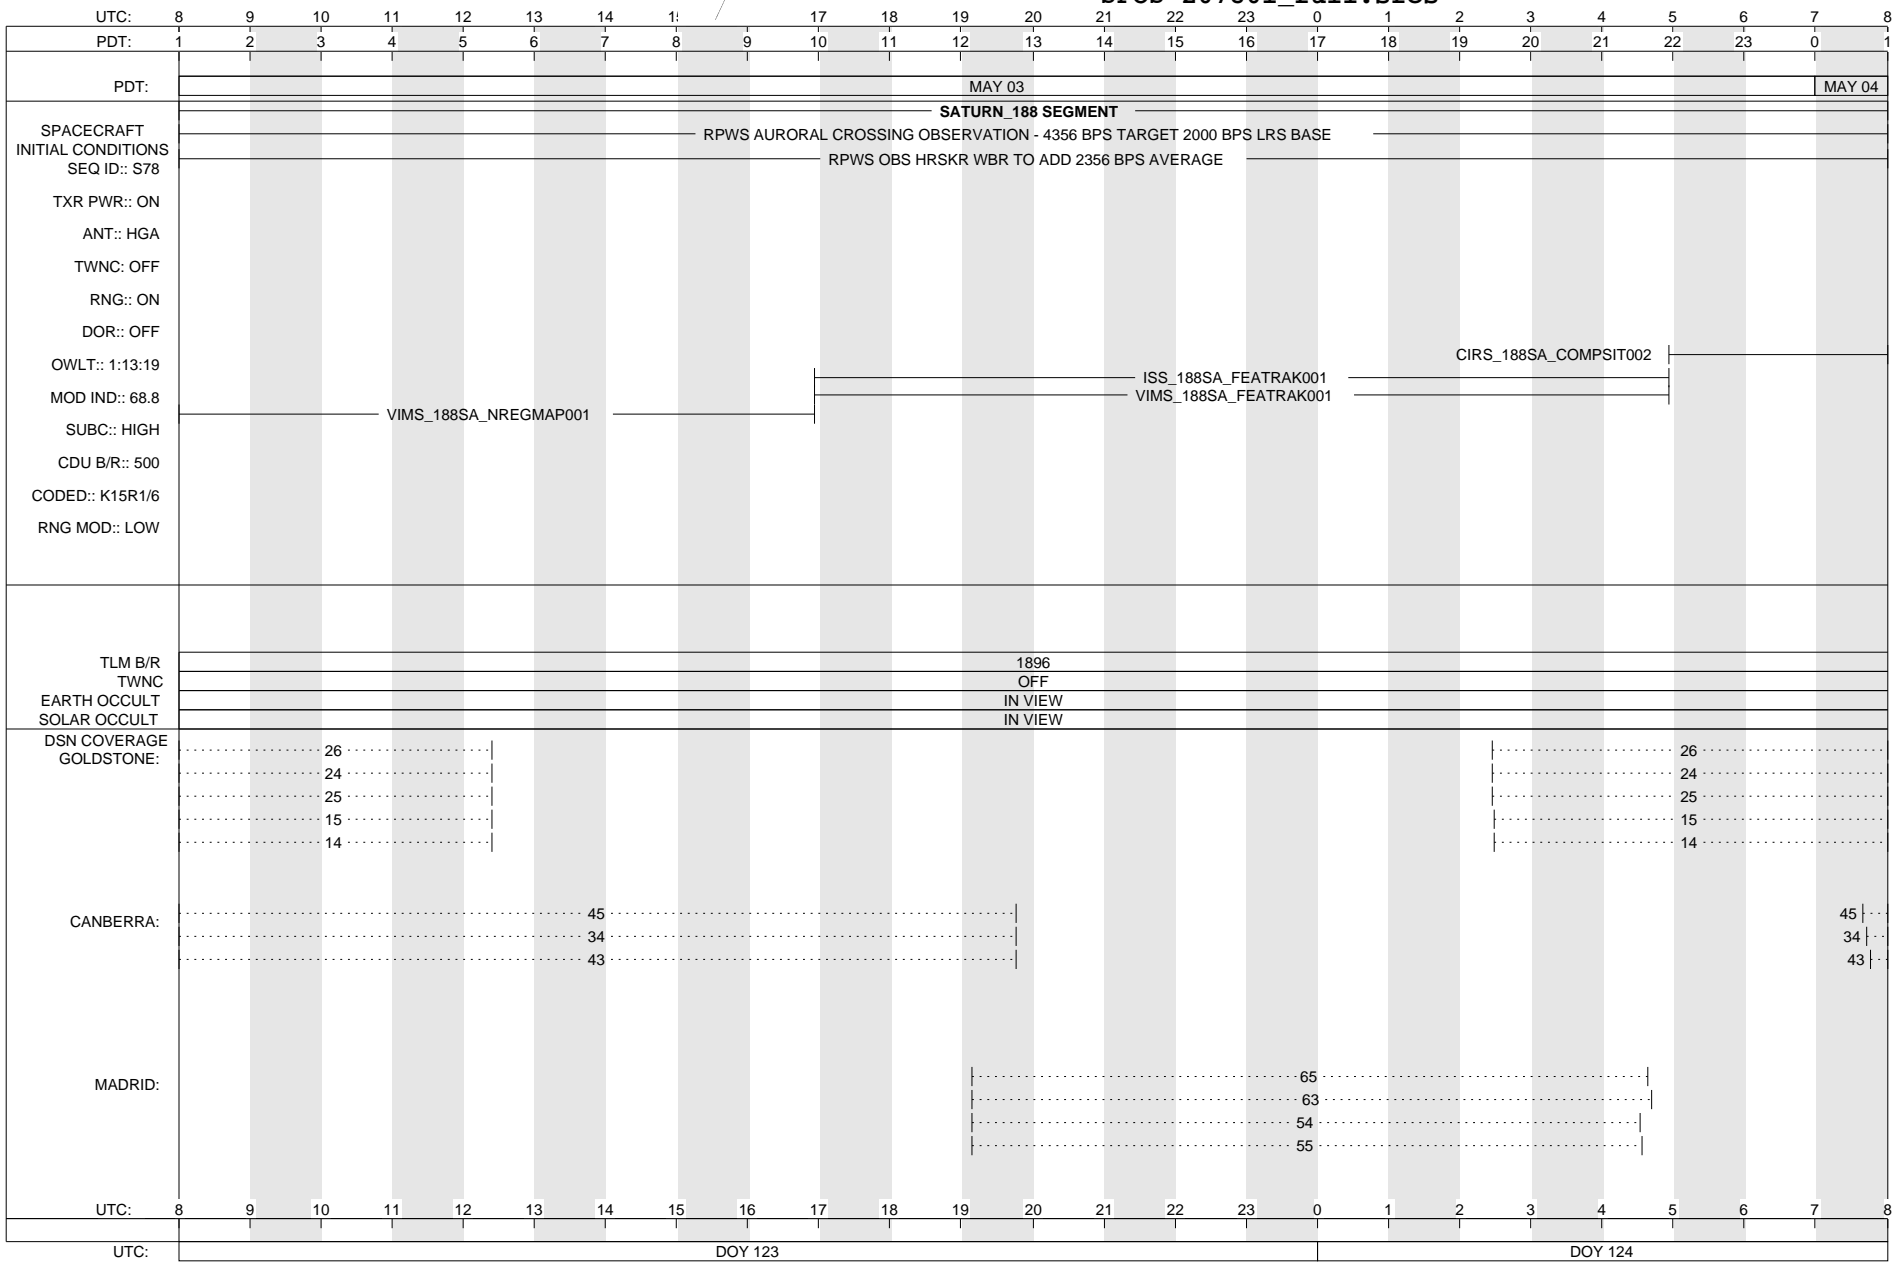 UTC: 8 9 10 11 12 13 14 17 18 19 20 21 22 23 0 1 2 3 4 5 6 7 8
PDT: 1 2 3 4 5 6 7 8 9 10 11 12 13 14 15 16 17 18 19 20 21 22 23 0 1
PDT: MAY 03 MAY 04
SATURN_188 SEGMENT
SPACECRAFT
INITIAL CONDITIONS
RPWS AURORAL CROSSING OBSERVATION - 4356 BPS TARGET 2000 BPS LRS BASE
RPWS OBS HRSKR WBR TO ADD 2356 BPS AVERAGE
SEQ ID:: S78
TXR PWR:: ON
ANT:: HGA
TWNC: OFF
RNG:: ON
DOR:: OFF
CIRS_188SA_COMPSIT002
OWLT:: 1:13:19
ISS_188SA_FEATRAK001
MOD IND:: 68.8
VIMS_188SA_FEATRAK001
VIMS_188SA_NREGMAP001
SUBC:: HIGH
CDU B/R:: 500
CODED:: K15R1/6
RNG MOD:: LOW
TLM B/R 1896
TWNC OFF
EARTH OCCULT IN VIEW
SOLAR OCCULT IN VIEW
DSN COVERAGE
GOLDSTONE:
26 26
24 24
25 25
15 15
14 14
CANBERRA:
45 45
34 34
43 43
MADRID:
65
63
54
55
UTC: 8 9 10 11 12 13 14 15 16 17 18 19 20 21 22 23 0 1 2 3 4 5 6 7 8
UTC: DOY 123 DOY 124